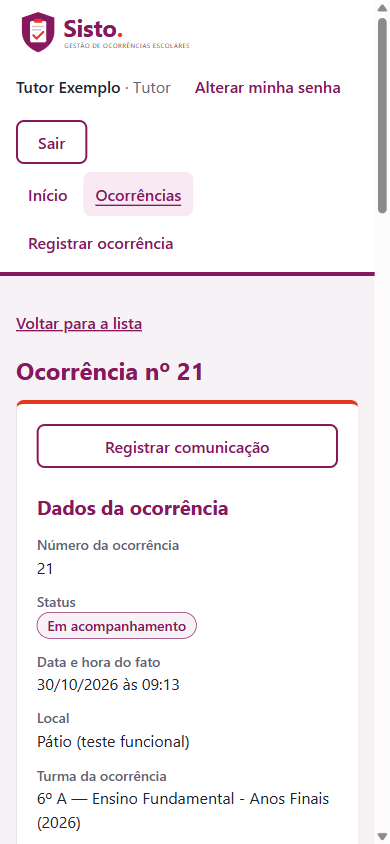 Sisto.
GESTÃO DE OCORRÊNCIAS ESCOLARES
Tutor Exemplo · Tutor Alterar minha senha
Sair
Início Ocorrências
Registrar ocorrência
Voltar para a lista
Ocorrência nº 21
Registrar comunicação
Dados da ocorrência
Número da ocorrência
21
Status
Em acompanhamento
Data e hora do fato
30/10/2026 às 09:13
Local
Pátio (teste funcional)
Turma da ocorrência
6º A — Ensino Fundamental - Anos Finais
(2026)